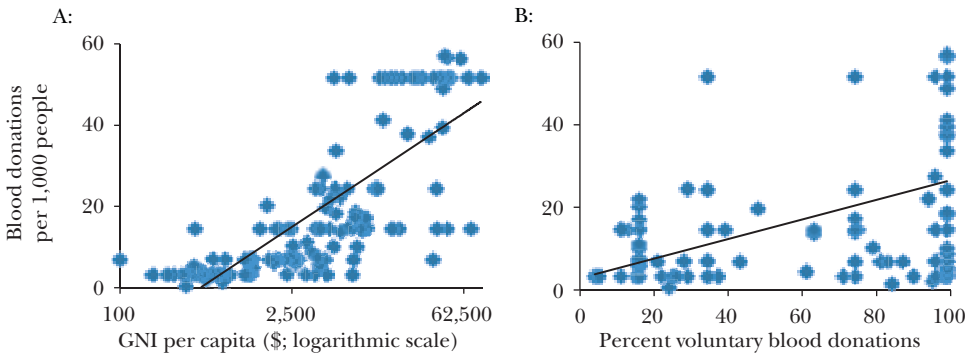 A:
B:
Blood donations
per 1,000 people
60
40
20
0
100
2,500
62,500
GNI per capita ($; logarithmic scale)
60
40
20
0
0
20
40
60
80
100
Percent voluntary blood donations